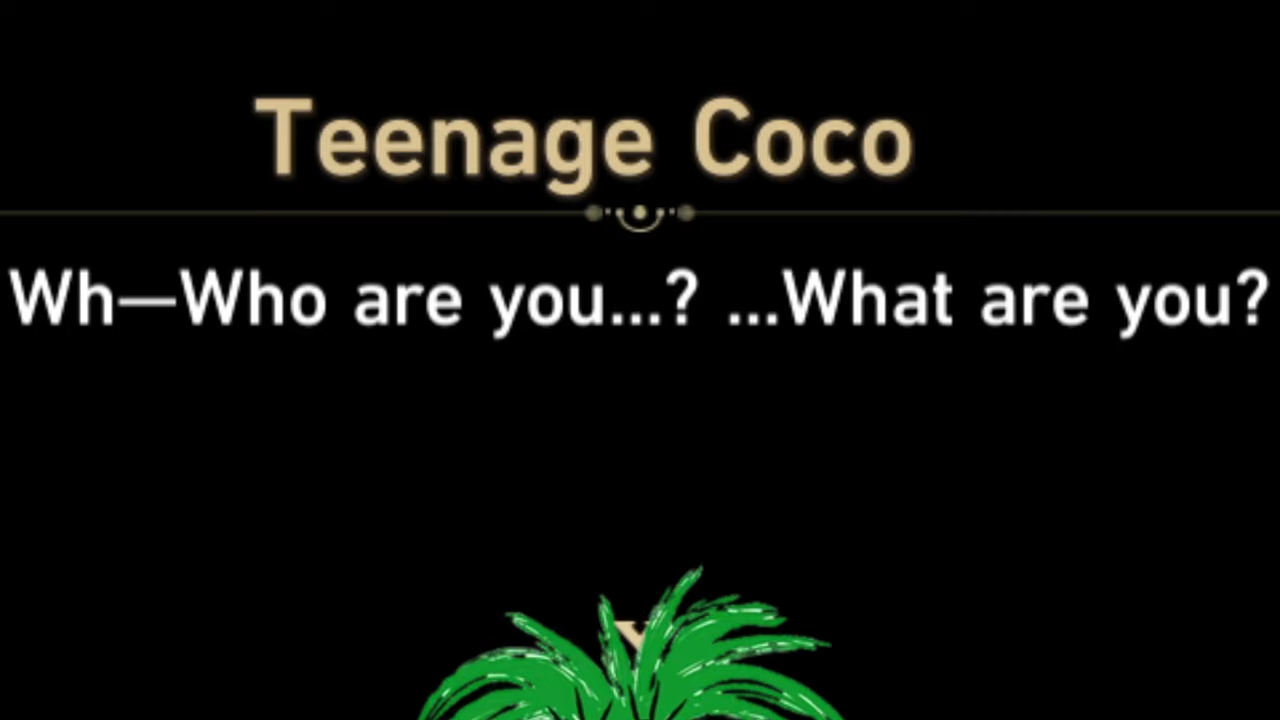 Teenage Coco
Wh—Who are you...? ...What are you?